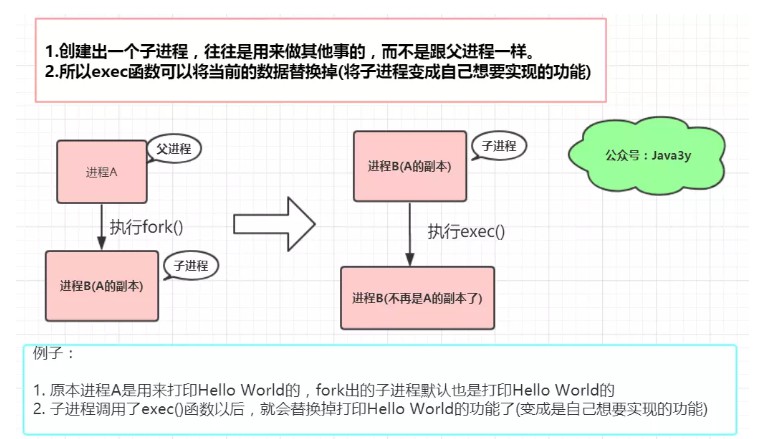 1.创建出一个子进程，往往是用来做其他事的，而不是跟父进程一样。
2.所以exec函数可以将当前的数据替换掉(将子进程变成自己想要实现的功能)
父进程
进程A
执行fork()
子进程
进程B(A的副本)
子进程
进程B(A的副本)
执行exec()
进程B(不再是A的副本了)
公众号：Java3y
例子：
1. 原本进程A是用来打印Hello World的，fork出的子进程默认也是打印Hello World的
2. 子进程调用了exec()函数以后，就会替换掉打印Hello World的功能了(变成是自己想要实现的功能)